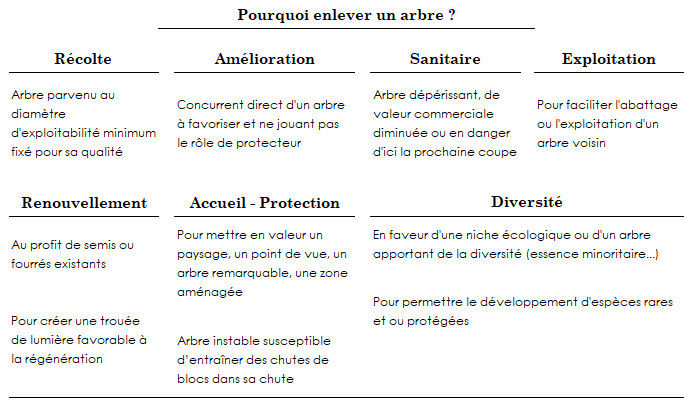 Pourquoi enlever un arbre ?
Récolte
Arbre parvenu au
diamètre
d'exploitabilité minimum
fixé pour sa qualité
Amélioration
Concurrent direct d'un arbre
à favoriser et ne jouant pas
le rôle de protecteur
Sanitaire
Arbre dépérissant, de
valeur commerciale
diminuée ou en danger
d'ici la prochaine coupe
Exploitation
Pour faciliter l'abattage
ou l'exploitation d'un
arbre voisin
Renouvellement
Au profit de semis ou
fourrés existants
Pour créer une trouée
de lumière favorable à
la régénération
Accueil - Protection
Pour mettre en valeur un
paysage, un point de vue, un
arbre remarquable, une zone
aménagée
Arbre instable susceptible
d’entraîner des chutes de
blocs dans sa chute
Diversité
En faveur d'une niche écologique ou d'un arbre
apportant de la diversité (essence minoritaire...)
Pour permettre le développement d'espèces rares
et ou protégées